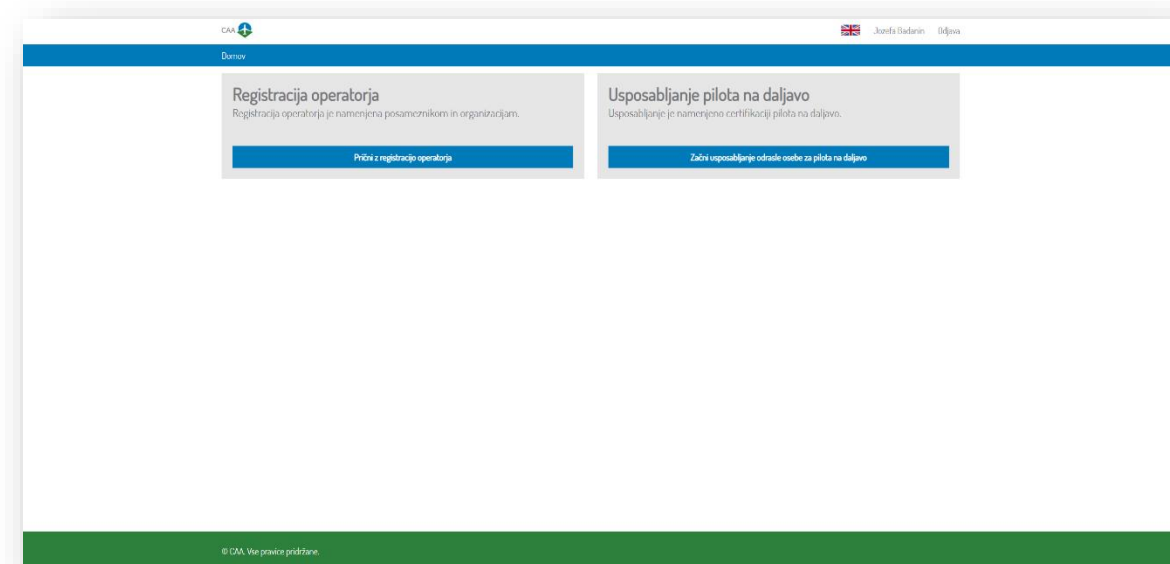 CAA
Jozefa Badanin Odjava
Domov
Registracija operatorja
Registracija operatorja je namenjena posameznikom in organizacijam.
Prični z registracijo operatorja
Usposabljanje pilota na daljavo
Usposabljanje je namenjeno certifikaciji pilota na daljavo.
Začni usposabljanje odrasle osebe za pilota na daljavo
© CAA. Vse pravice pridržane.